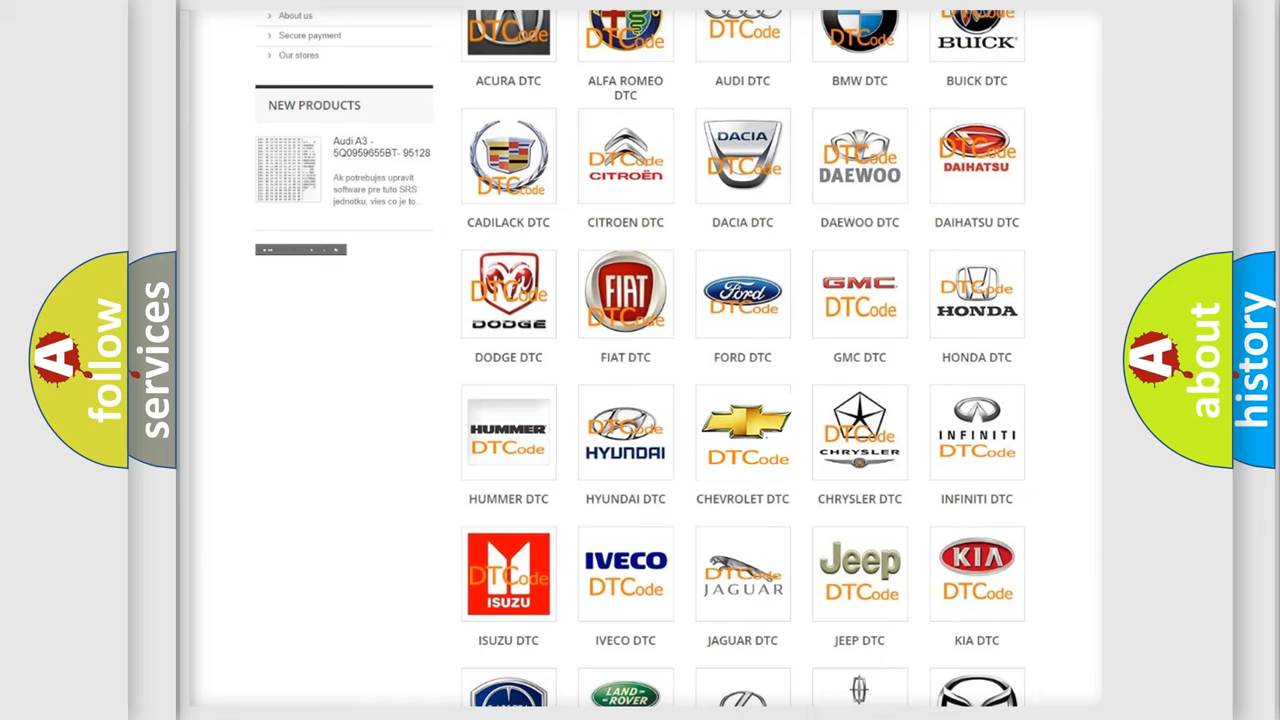 About us
Secure payment
Our stores
NEW PRODUCTS
Audi A3 -
5Q0959655BT- 95128
Ak potrebujes upravit
software pre tuto SRS
jednotku, vies co je to...
DTCode DTCode DTCode DTCode BUICK
ACURA DTC ALFA ROMEO DTC AUDI DTC BMW DTC BUICK DTC
DTCode DTCode CITROËN DACIA DTCode DTCode DAEWOO DTCode DAIHATSU
CADILACK DTC CITROEN DTC DACIA DTC DAEWOO DTC DAIHATSU DTC
DTCode DODGE FIAT DTCode Ford DTCode GMC DTCode DTCode HONDA
DODGE DTC FIAT DTC FORD DTC GMC DTC HONDA DTC
HUMMER DTCode DTCode HYUNDAI DTCode DTCode CHRYSLER INFINITI DTCode
HUMMER DTC HYUNDAI DTC CHEVROLET DTC CHRYSLER DTC INFINITI DTC
DTCode ISUZU IVECO DTCode DTCode JAGUAR Jeep DTCode KIA DTCode
ISUZU DTC IVECO DTC JAGUAR DTC JEEP DTC KIA DTC
LAND-
ROVER
A follow
services
A about
history